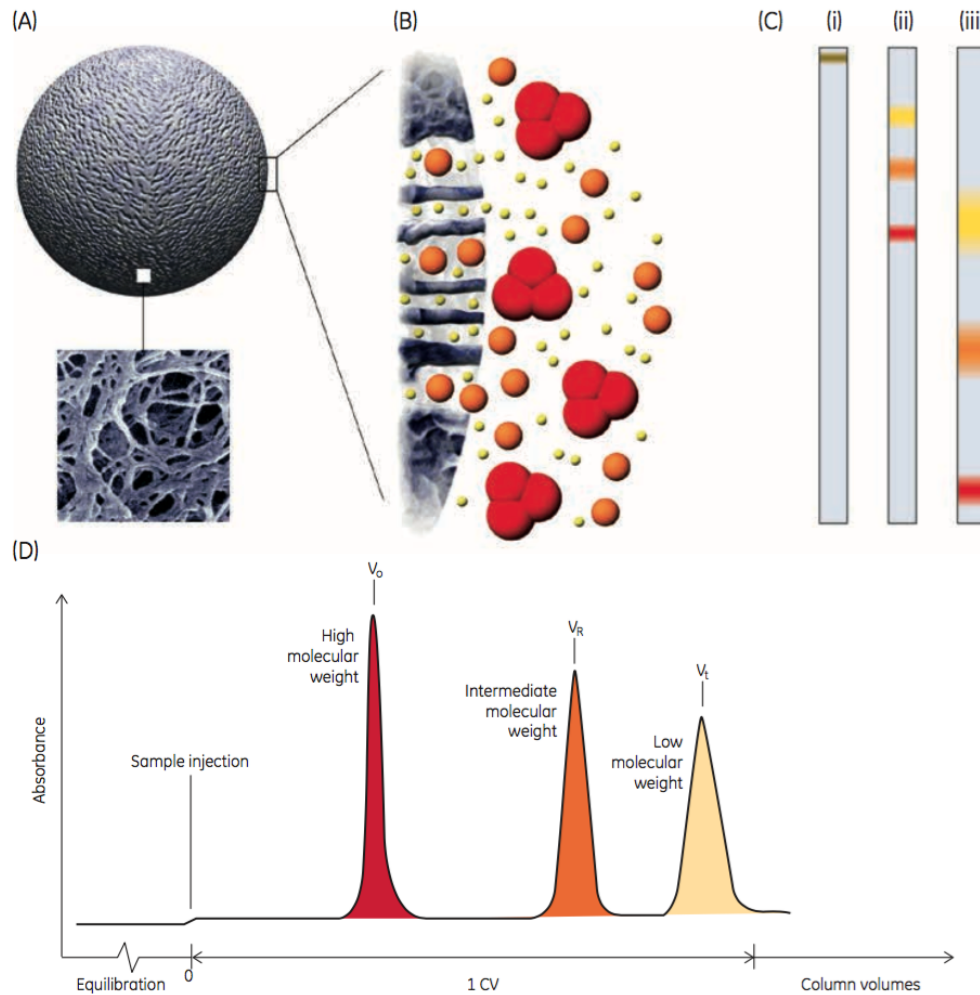 (A)
(B)
(C)
(i)
(ii)
(iii
(D)
Vo
High
molecular
weight
VR
Intermediate
molecular
weight
Vt
Low
molecular
weight
Sample injection
Absorbance
Equilibration
0
1 CV
Column volumes